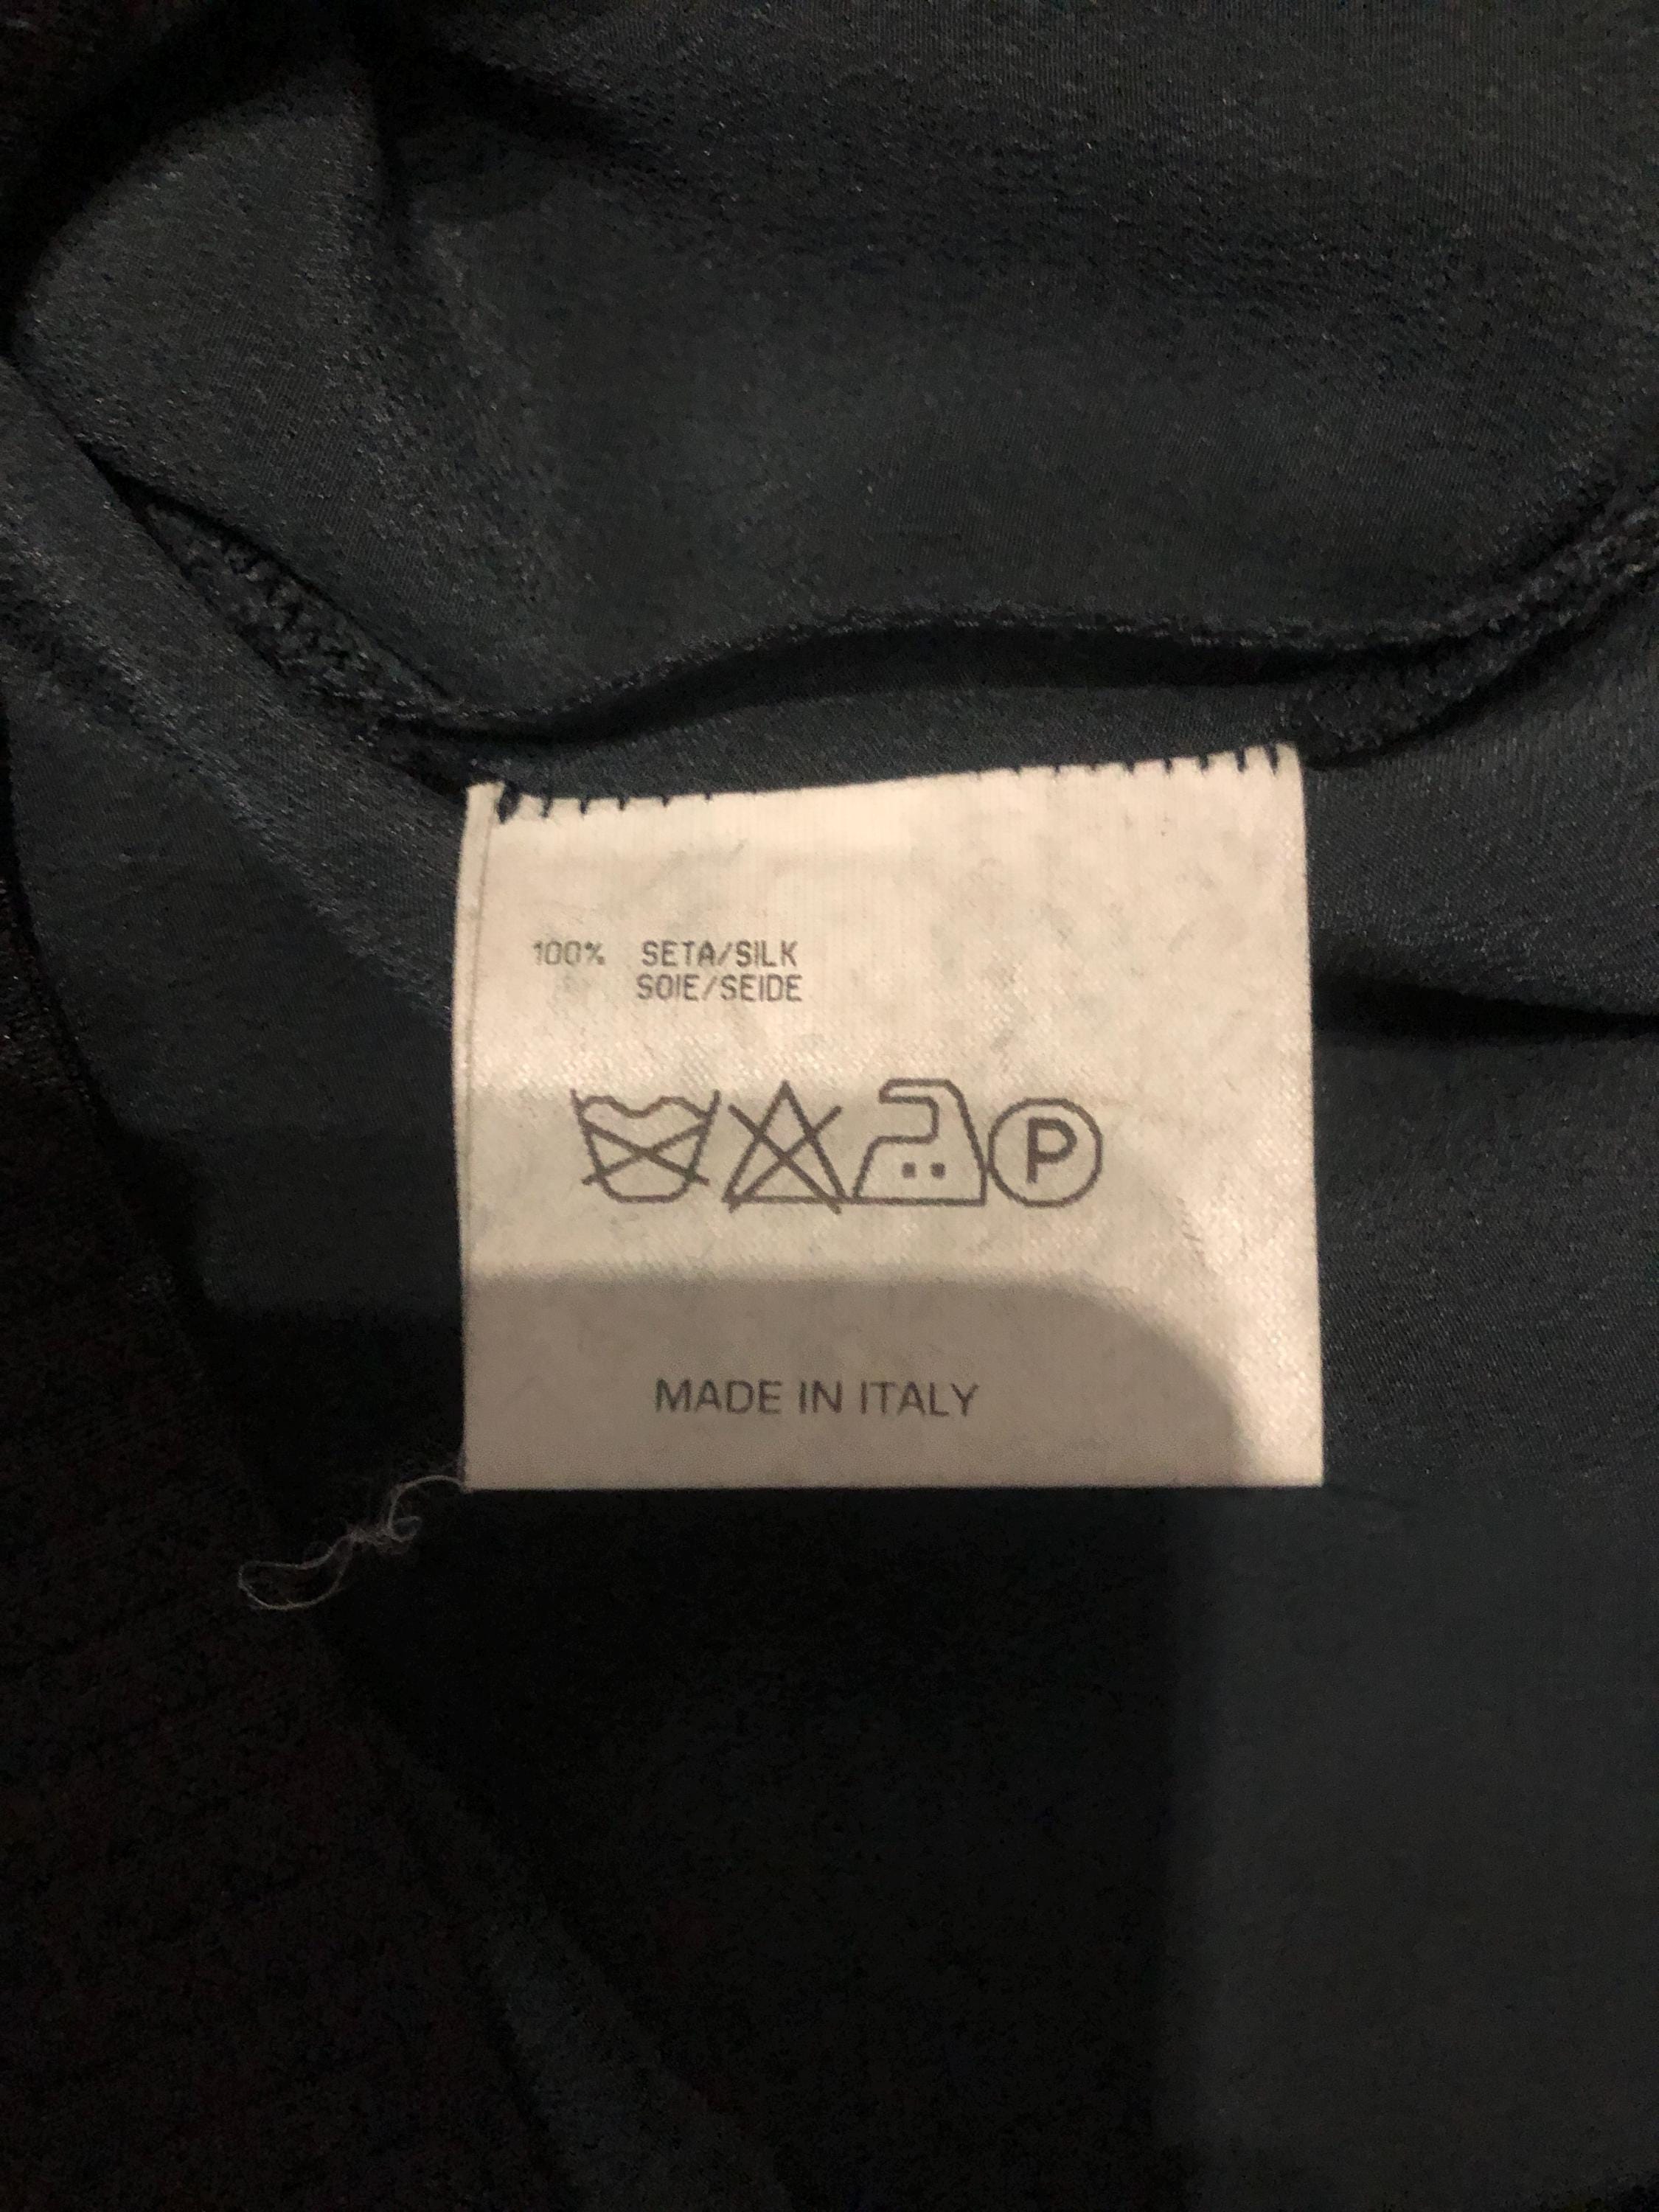 100% SETA/SILK
SOIE/SEIDE
P
MADE IN ITALY